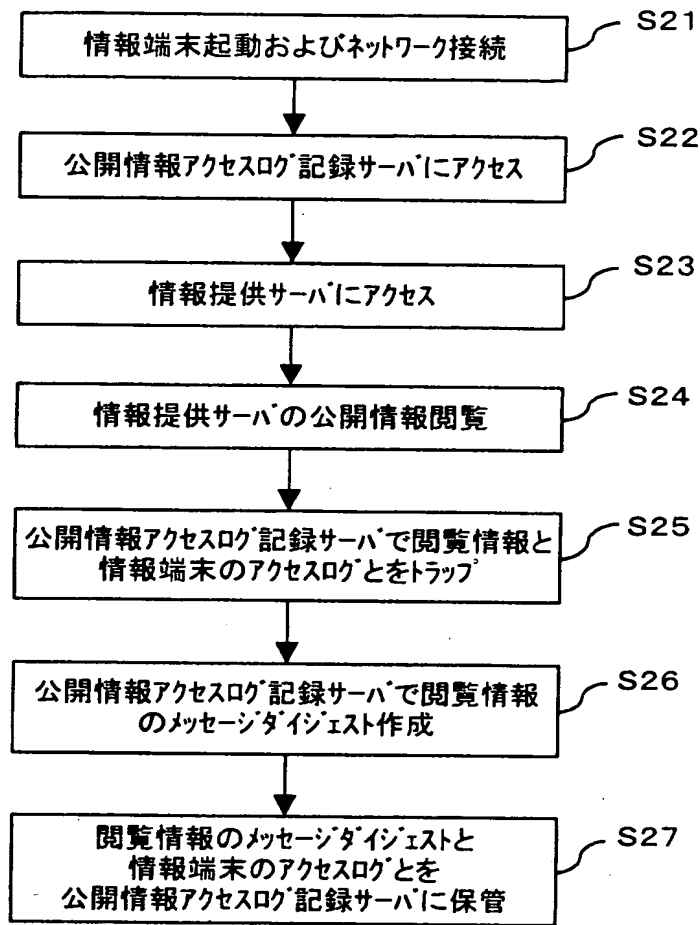 S21
情報端末起動およびネットワーク接続
S22
公開情報アクセスログ記録サーバにアクセス
S23
情報提供サーバにアクセス
S24
情報提供サーバの公開情報閲覧
S25
公開情報アクセスログ記録サーバで閲覧情報と
情報端末のアクセスログとをトラップ
S26
公開情報アクセスログ記録サーバで閲覧情報
のメッセージダイジェスト作成
S27
閲覧情報のメッセージダイジェストと
情報端末のアクセスログとを
公開情報アクセスログ記録サーバに保管